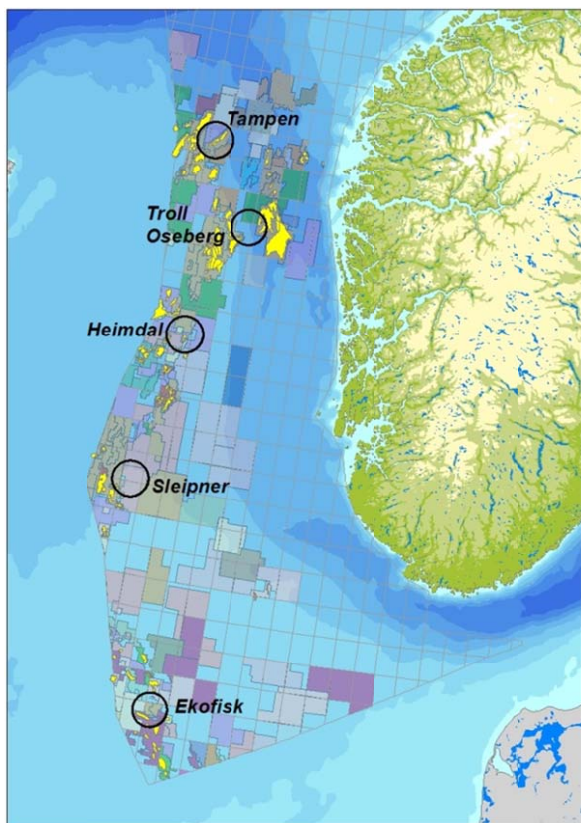 Tampen
Troll
Oseberg
Heimdal
Sleipner
Ekofisk